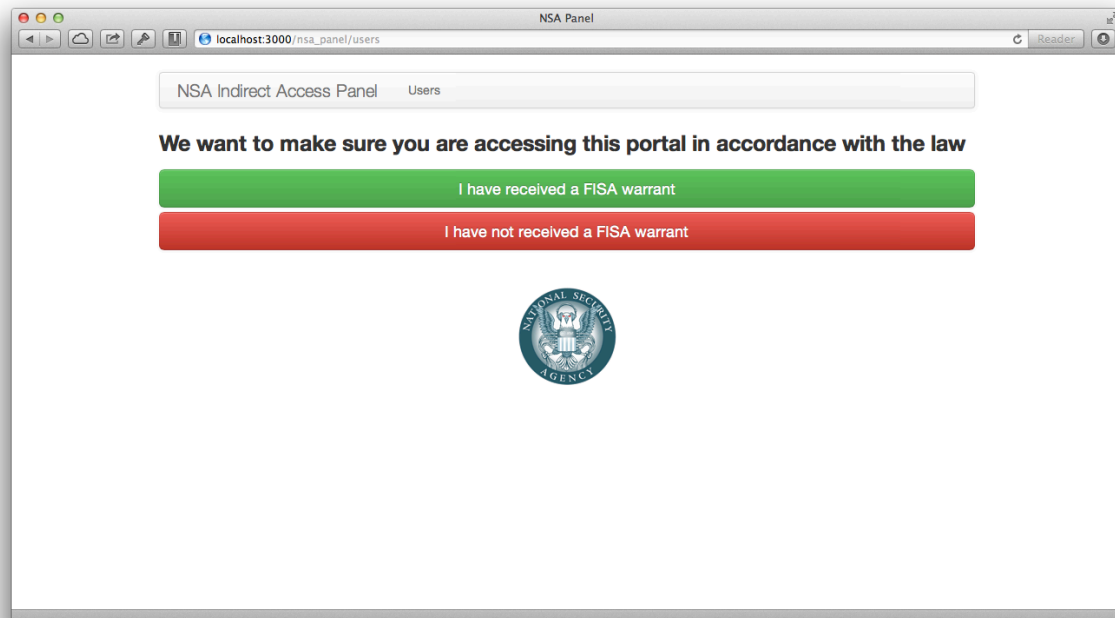 NSA Panel
localhost:3000/nsa_panel/users
Reader
NSA Indirect Access Panel Users
We want to make sure you are accessing this portal in accordance with the law
I have received a FISA warrant
I have not received a FISA warrant
NATIONAL SECURITY
AGENCY